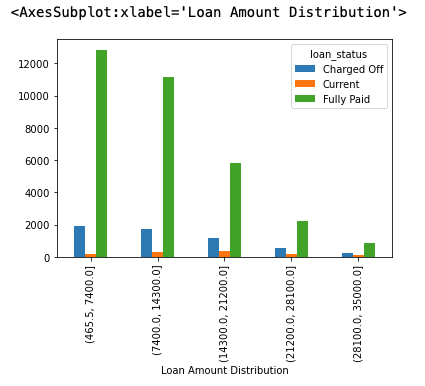 <AxesSubplot:xlabel='Loan Amount Distribution'>
loan_status
Charged Off
Current
Fully Paid
12000
10000
8000
6000
4000
2000
0
(465.5, 7400.0]
(7400.0, 14300.0]
(14300.0, 21200.0]
(21200.0, 28100.0]
(28100.0, 35000.0]
Loan Amount Distribution